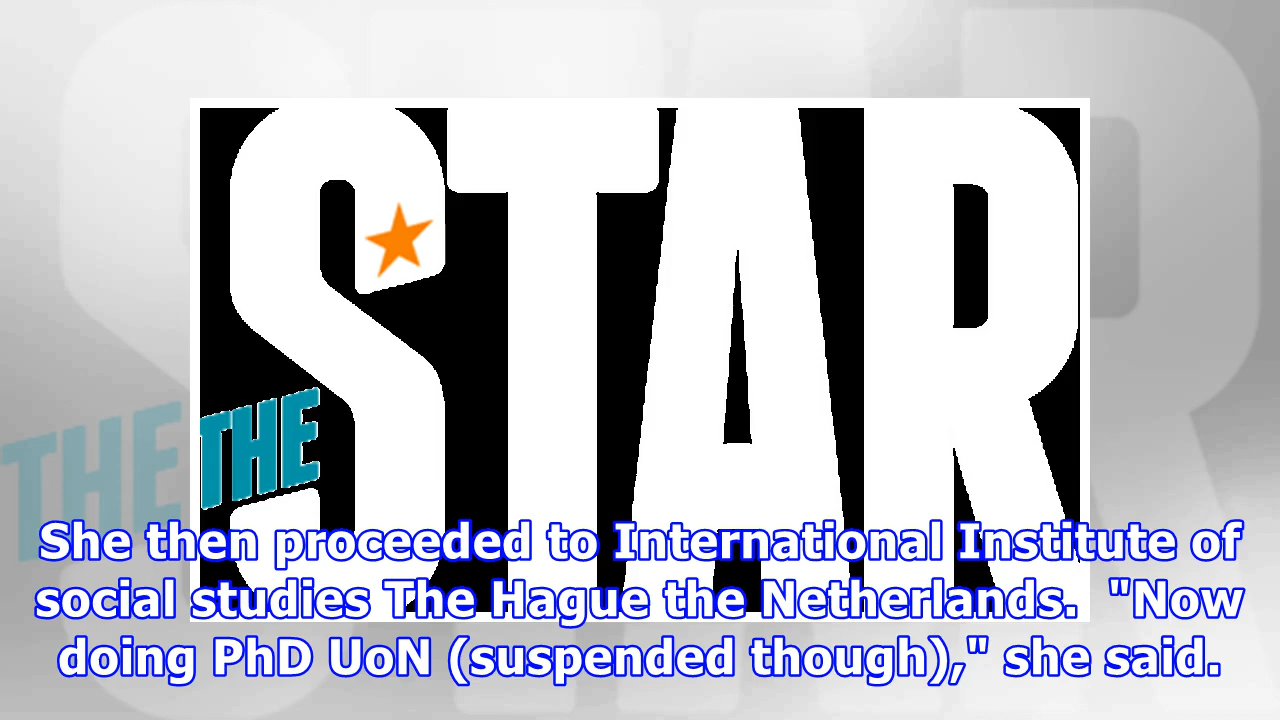 STAR
THE
THE
She then proceeded to International Institute of
social studies The Hague the Netherlands.  "Now
doing PhD UoN (suspended though)," she said.